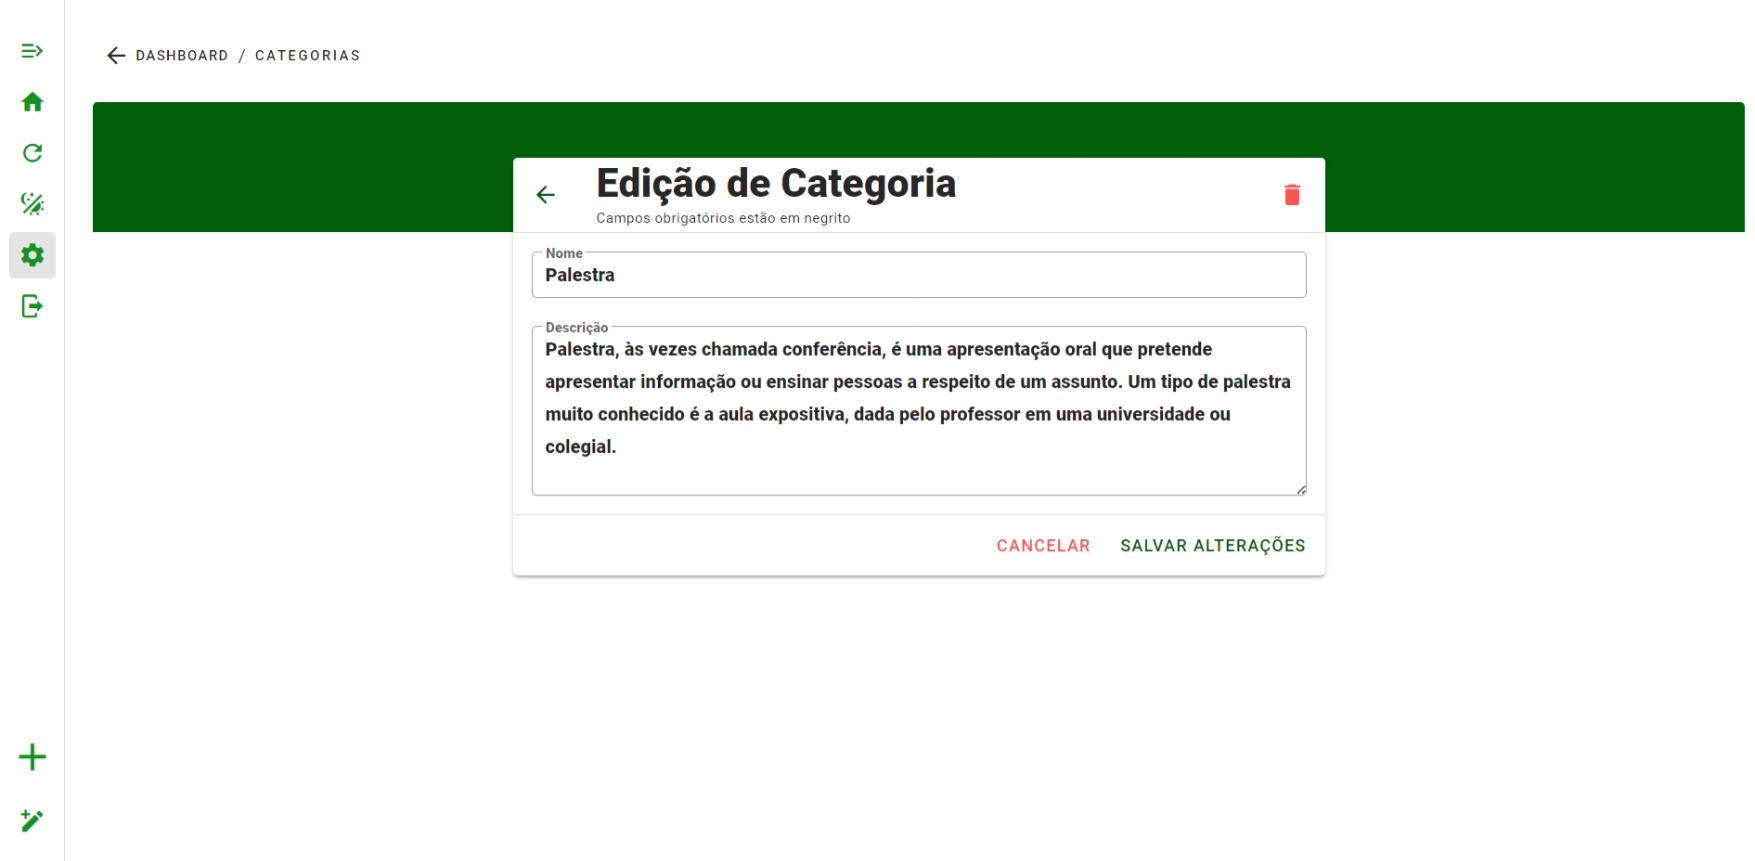 DASHBOARD / CATEGORIAS
Edição de Categoria
Campos obrigatórios estão em negrito
Nome
Palestra
Descrição
Palestra, às vezes chamada conferência, é uma apresentação oral que pretende
apresentar informação ou ensinar pessoas a respeito de um assunto. Um tipo de palestra
muito conhecido é a aula expositiva, dada pelo professor em uma universidade ou
colegial.
CANCELAR SALVAR ALTERAÇÕES